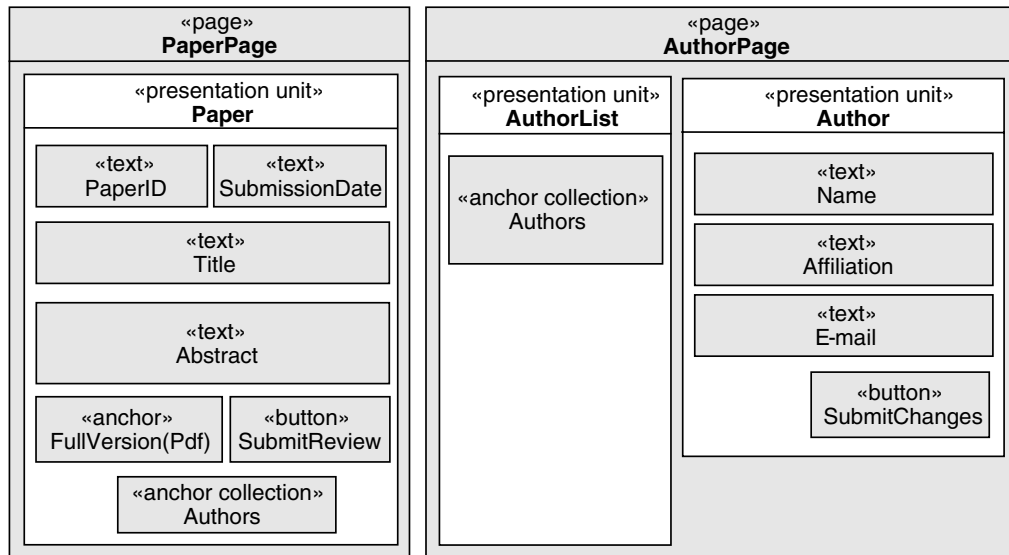 «page»
PaperPage
«presentation unit»
Paper
«text»
PaperID
«text»
SubmissionDate
«text»
Title
«text»
Abstract
«anchor»
FullVersion(Pdf)
«button»
SubmitReview
«anchor collection»
Authors
«page»
AuthorPage
«presentation unit»
AuthorList
«anchor collection»
Authors
«presentation unit»
Author
«text»
Name
«text»
Affiliation
«text»
E-mail
«button»
SubmitChanges